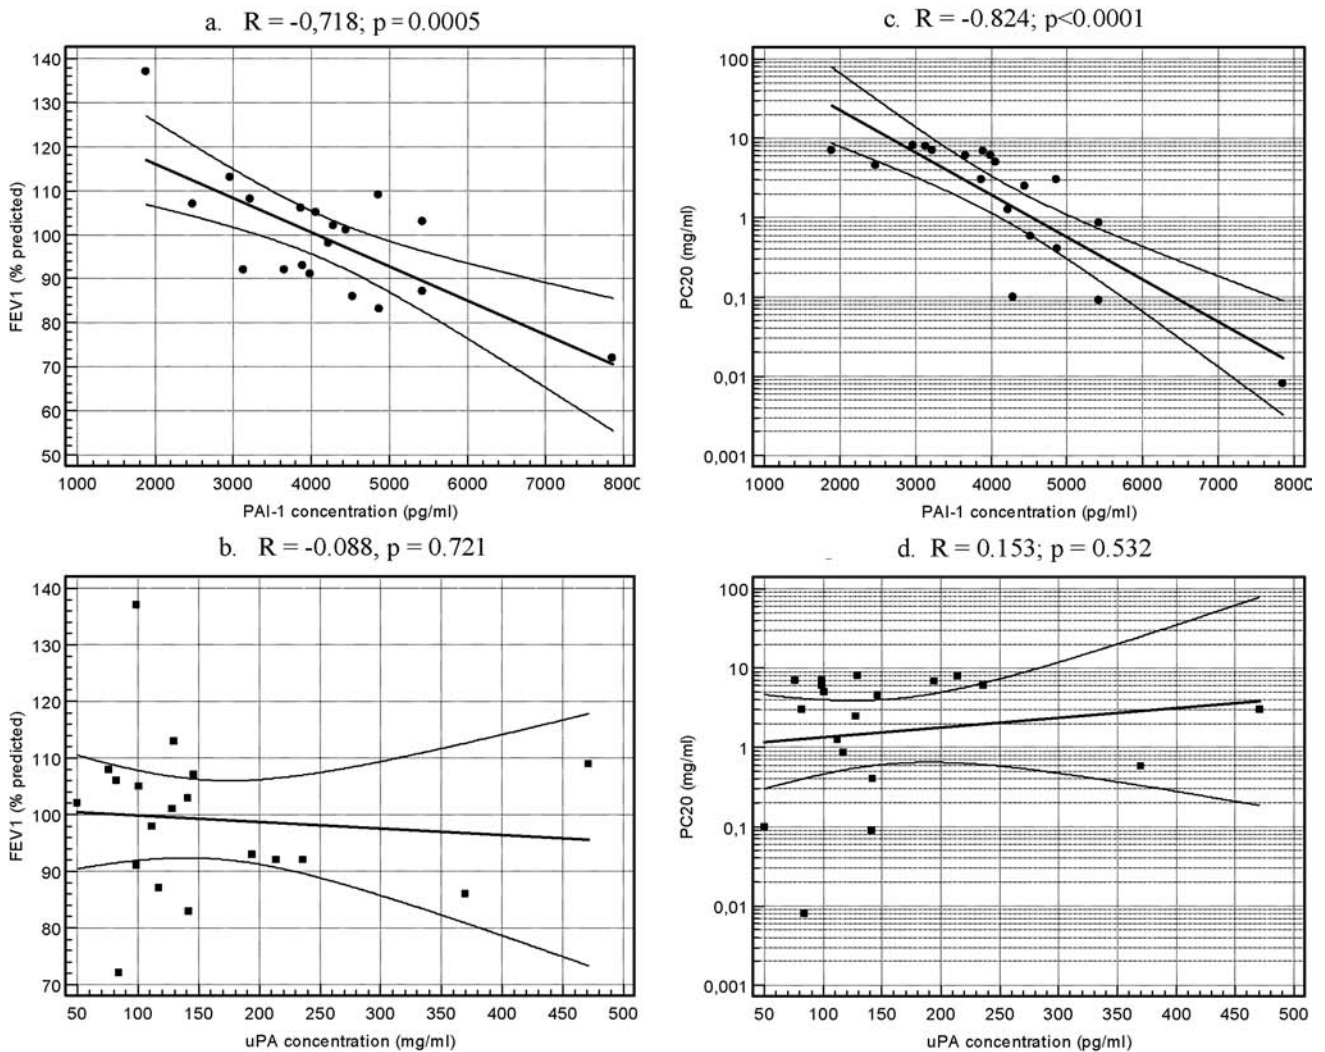 a. R = -0,718; p = 0.0005
140
130
120
110
100
90
80
70
60
50
FEV1 (% predicted)
1000 2000 3000 4000 5000 6000 7000 8000
PAI-1 concentration (pg/ml)
c. R = -0.824; p<0.0001
100
10
1
0,1
0,01
0,001
PC20 (mg/ml)
1000 2000 3000 4000 5000 6000 7000 8000
PAI-1 concentration (pg/ml)
b. R = -0.088, p = 0.721
140
130
120
110
100
90
80
70
FEV1 (% predicted)
50 100 150 200 250 300 350 400 450 500
uPA concentration (mg/ml)
d. R = 0.153; p = 0.532
100
10
1
0,1
0,01
0,001
PC20 (mg/ml)
50 100 150 200 250 300 350 400 450 500
uPA concentration (pg/ml)